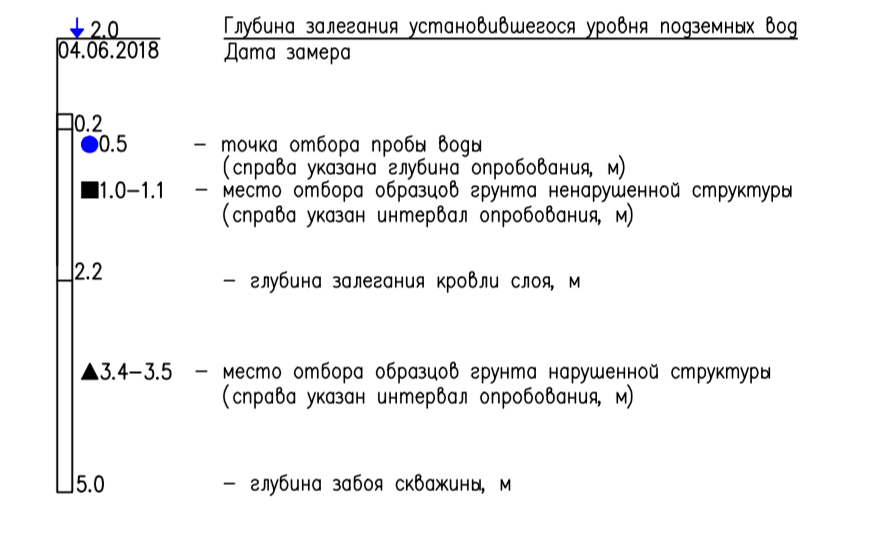 2.0 Глубина залегания установившегося уровня подземных вод
04.06.2018 Дата замера
0.2
0.5 – точка отбора пробы воды
(справа указана глубина опробования, м)
1.0–1.1 – место отбора образцов грунта ненарушенной структуры
(справа указан интервал опробования, м)
2.2 – глубина залегания кровли слоя, м
3.4–3.5 – место отбора образцов грунта нарушенной структуры
(справа указан интервал опробования, м)
5.0 – глубина забоя скважины, м